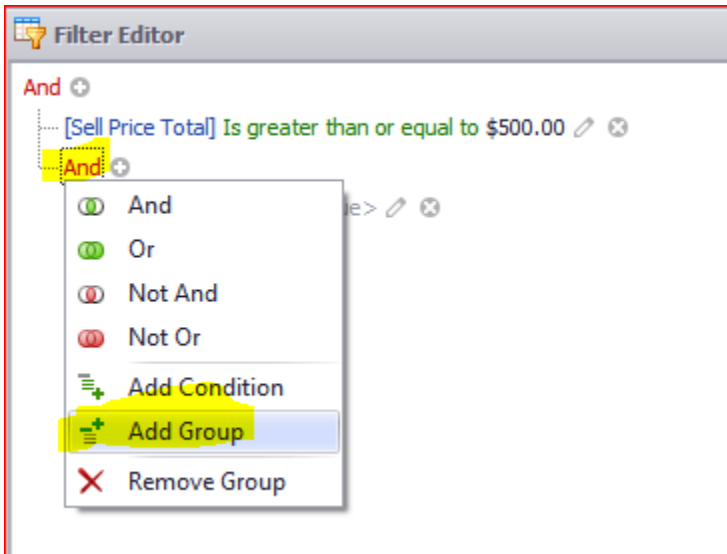 Filter Editor
And
[Sell Price Total] Is greater than or equal to $500.00
And
And
Or
Not And
Not Or
Add Condition
Add Group
Remove Group